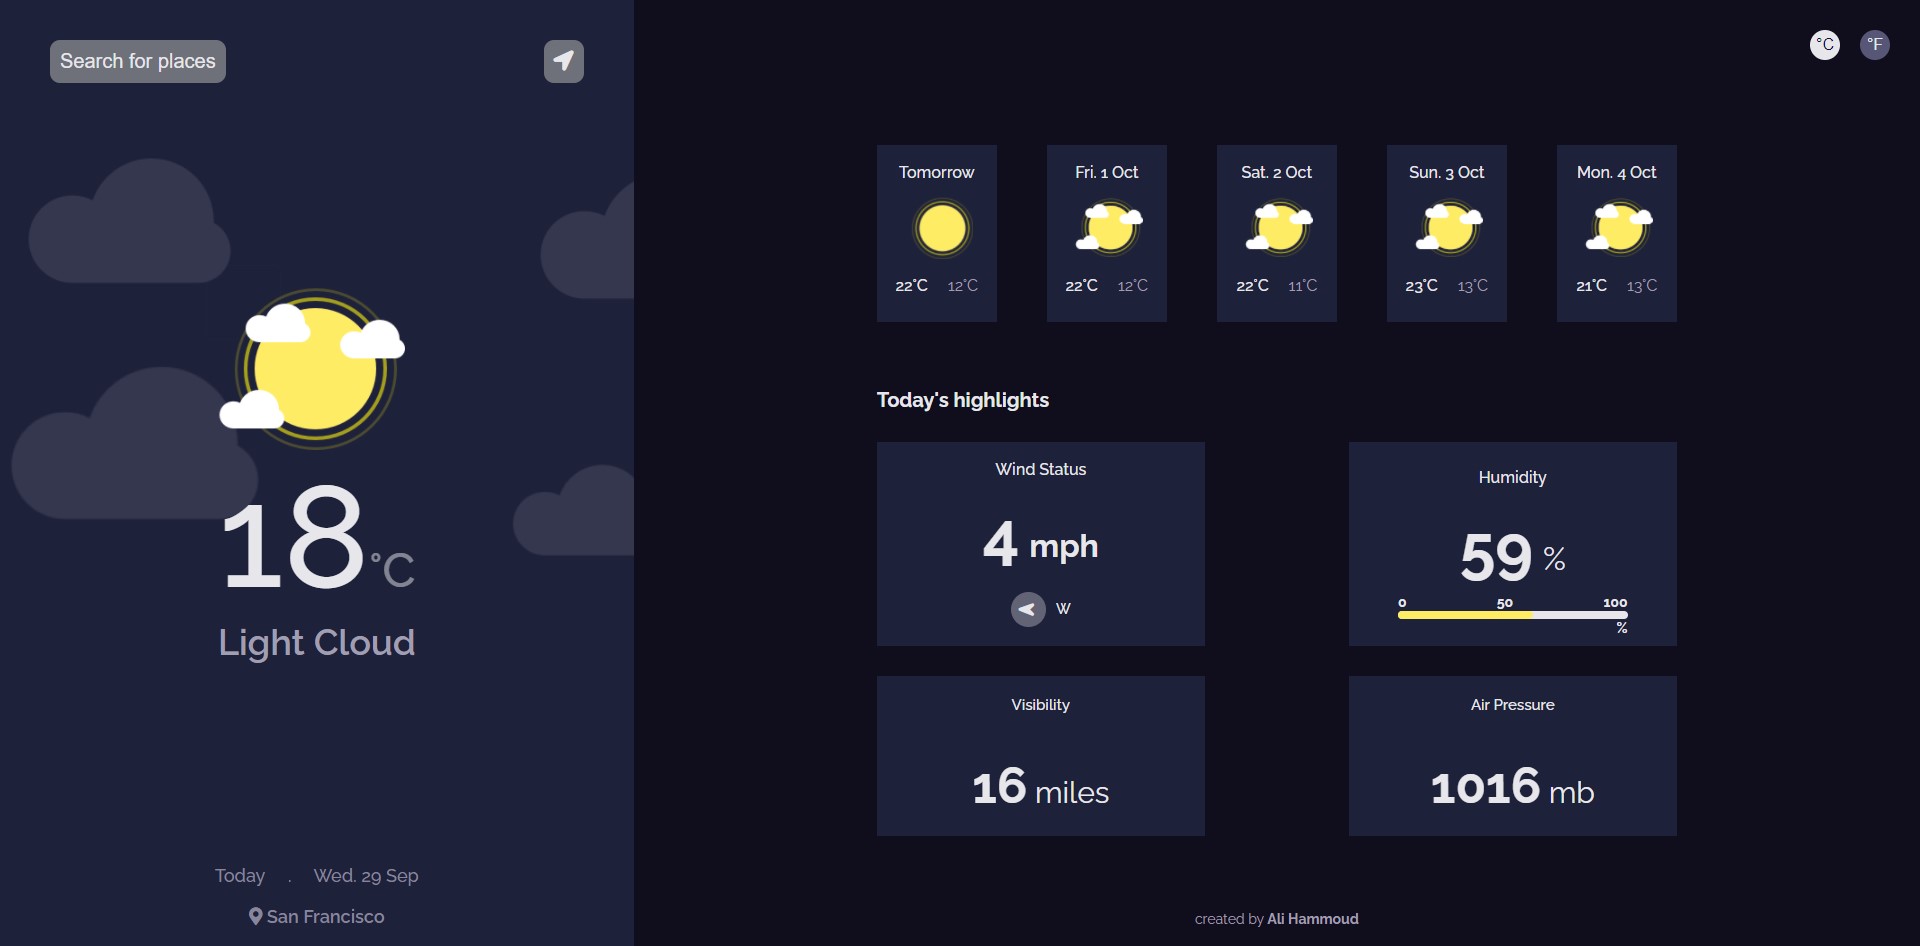 Search for places
18°C
Light Cloud
Today . Wed. 29 Sep
San Francisco
°C °F
Tomorrow
22°C 12°C
Fri. 1 Oct
22°C 12°C
Sat. 2 Oct
22°C 11°C
Sun. 3 Oct
23°C 13°C
Mon. 4 Oct
21°C 13°C
Today's highlights
Wind Status
4 mph
W
Humidity
59 %
0 50 100
%
Visibility
16 miles
Air Pressure
1016 mb
created by Ali Hammoud